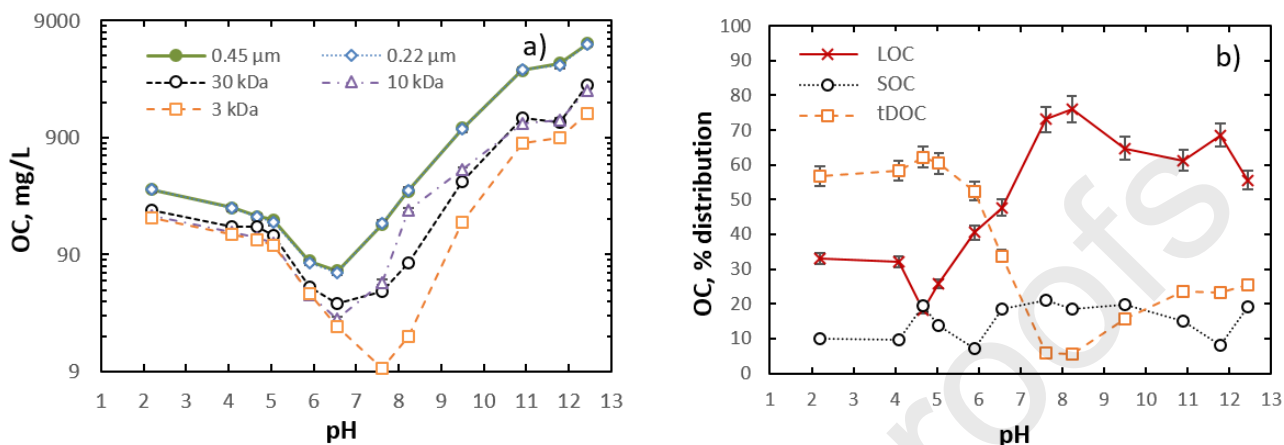 9000
900
90
9
OC, mg/L
a)
0.45 µm
0.22 µm
30 kDa
10 kDa
3 kDa
1 2 3 4 5 6 7 8 9 10 11 12 13
pH
100
90
80
70
60
50
40
30
20
10
0
OC, % distribution
b)
LOC
SOC
tDOC
1 2 3 4 5 6 7 8 9 10 11 12 13
pH
roofs